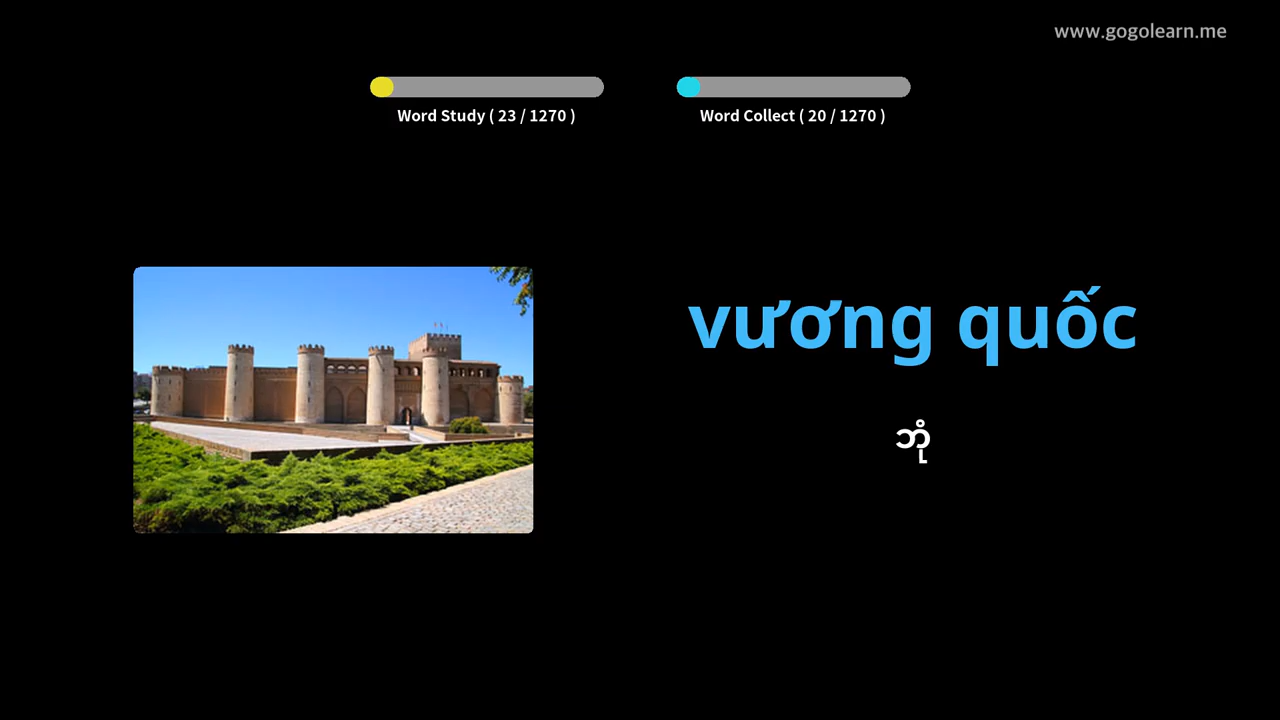 www.gogolearn.me
Word Study ( 23 / 1270 )
Word Collect ( 20 / 1270 )
vương quốc
ဘုံ